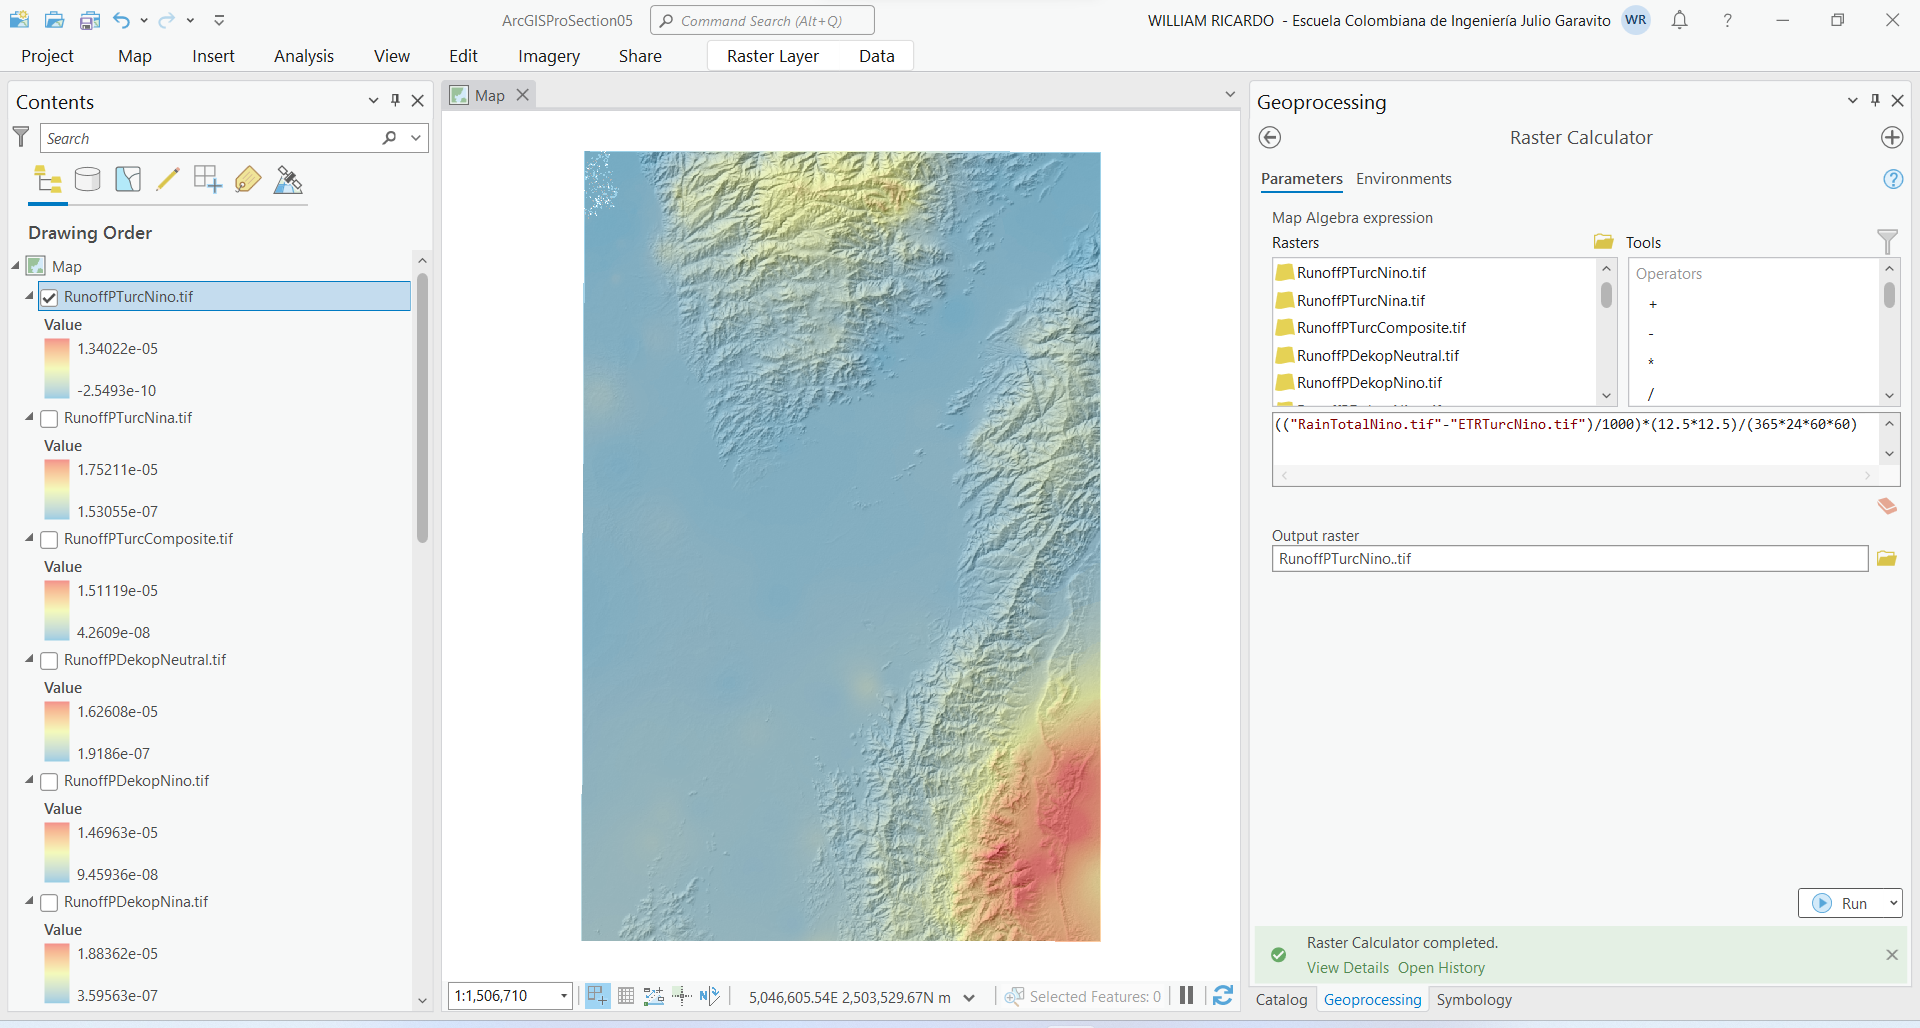 ArcGISProSection05
Command Search (Alt+Q)
WILLIAM RICARDO - Escuela Colombiana de Ingeniería Julio Garavito
WR
?
Project
Map
Insert
Analysis
View
Edit
Imagery
Share
Raster Layer
Data
Contents
Search
Drawing Order
Map
RunoffPTurcNino.tif
Value
1.34022e-05
-2.5493e-10
RunoffPTurcNina.tif
Value
1.75211e-05
1.53055e-07
RunoffPTurcComposite.tif
Value
1.51119e-05
4.2609e-08
RunoffPDekopNeutral.tif
Value
1.62608e-05
1.9186e-07
RunoffPDekopNino.tif
Value
1.46963e-05
9.45936e-08
RunoffPDekopNina.tif
Value
1.88362e-05
3.59563e-07
Map
1:1,506,710
5,046,605.54E 2,503,529.67N m
Selected Features: 0
Geoprocessing
Raster Calculator
Parameters
Environments
?
Map Algebra expression
Rasters
Tools
RunoffPTurcNino.tif
RunoffPTurcNina.tif
RunoffPTurcComposite.tif
RunoffPDekopNeutral.tif
RunoffPDekopNino.tif
Operators
+
-
*
/
(("RainTotalNino.tif"-"ETRTurcNino.tif")/1000)*(12.5*12.5)/(365*24*60*60)
Output raster
RunoffPTurcNino..tif
Run
Raster Calculator completed.
View Details Open History
Catalog
Geoprocessing
Symbology